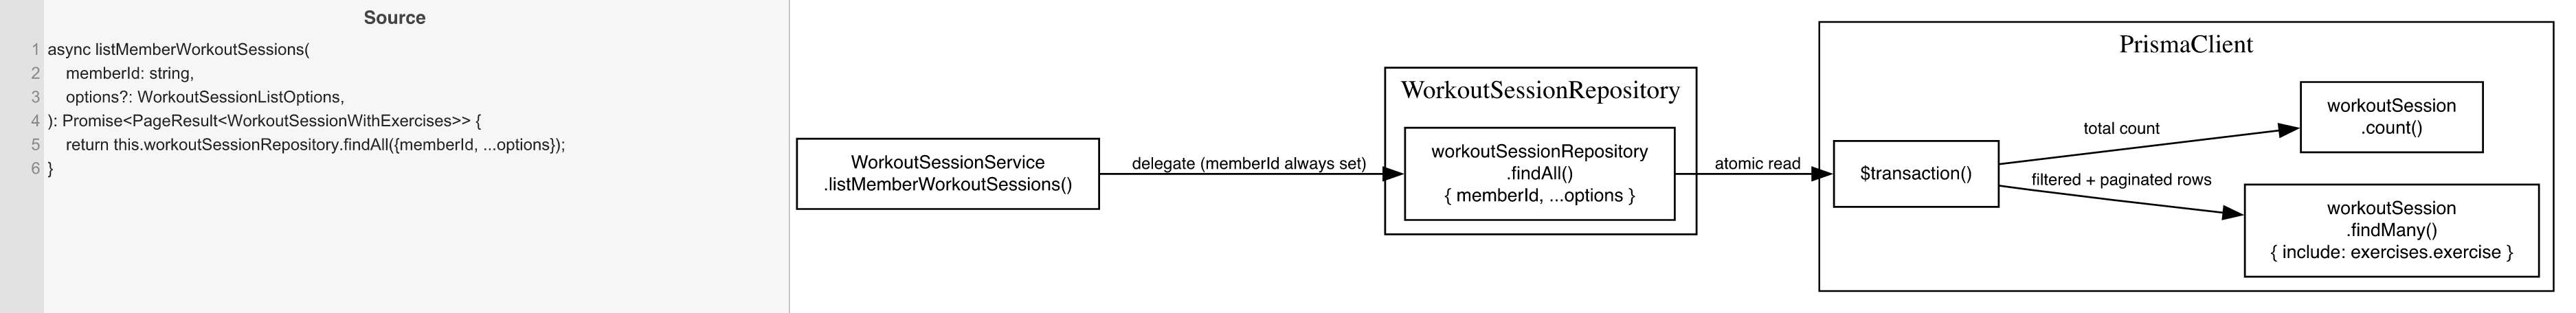 Source
1 async listMemberWorkoutSessions(
2 memberId: string,
3 options?: WorkoutSessionListOptions,
4 ): Promise<PageResult<WorkoutSessionWithExercises>> {
5 return this.workoutSessionRepository.findAll({memberId, ...options});
6 }
WorkoutSessionService
.listMemberWorkoutSessions()
delegate (memberId always set)
WorkoutSessionRepository
workoutSessionRepository
.findAll()
{ memberId, ...options }
atomic read
PrismaClient
$transaction()
total count
workoutSession
.count()
filtered + paginated rows
workoutSession
.findMany()
{ include: exercises.exercise }